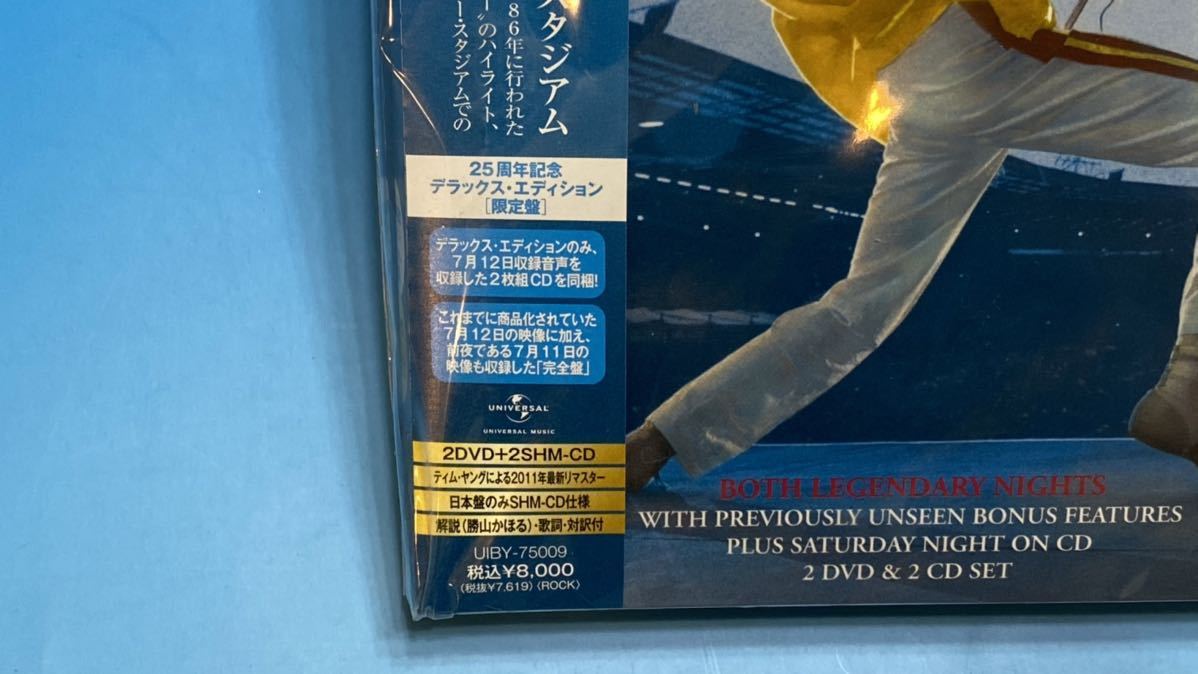 スタジアム
86年に行われた
ー〟のハイライト、
ー・スタジアムでの
25周年記念
デラックス・エディション
[限定盤]
デラックス・エディションのみ、
7月12日収録音声を
収録した2枚組CDを同梱!
これまでに商品化されていた
7月12日の映像に加え、
前夜である7月11日の
映像も収録した「完全盤」
UNIVERSAL
UNIVERSAL MUSIC
2DVD+2SHM-CD
ティム・ヤングによる2011年最新リマスター
日本盤のみSHM-CD仕様
解説(勝山かほる)・歌詞・対訳付
UIBY-75009
税込¥8,000
(税抜¥7,619)〈ROCK〉
BOTH LEGENDARY NIGHTS
WITH PREVIOUSLY UNSEEN BONUS FEATURES
PLUS SATURDAY NIGHT ON CD
2 DVD & 2 CD SET